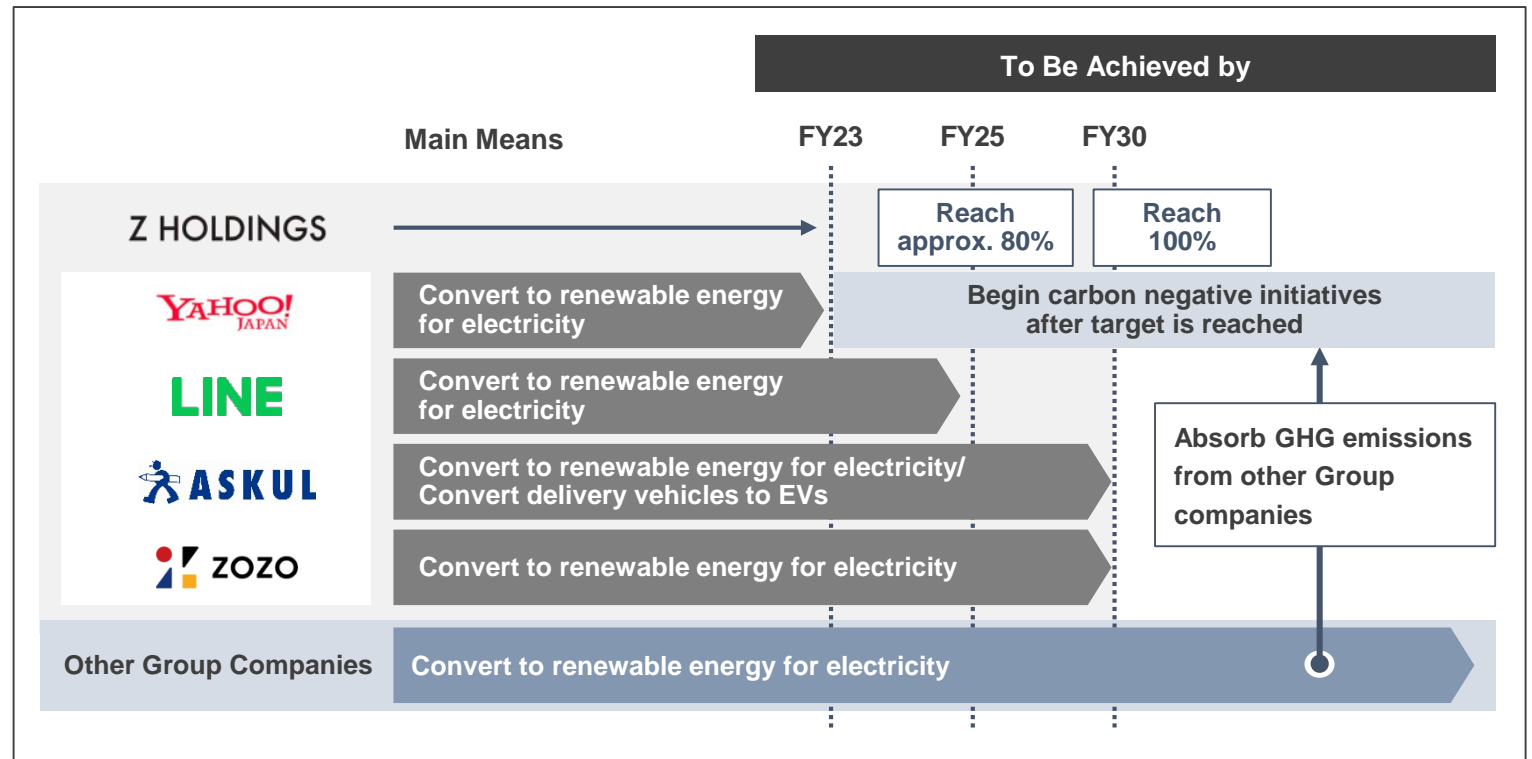 To Be Achieved by
Main Means
FY23
FY25
FY30
Z HOLDINGS
Reach
approx. 80%
Reach
100%
YAHOO!
JAPAN
Convert to renewable energy
for electricity
Begin carbon negative initiatives
after target is reached
LINE
Convert to renewable energy
for electricity
ASKUL
Convert to renewable energy for electricity/
Convert delivery vehicles to EVs
Absorb GHG emissions
from other Group
companies
ZOZO
Convert to renewable energy for electricity
Other Group Companies
Convert to renewable energy for electricity